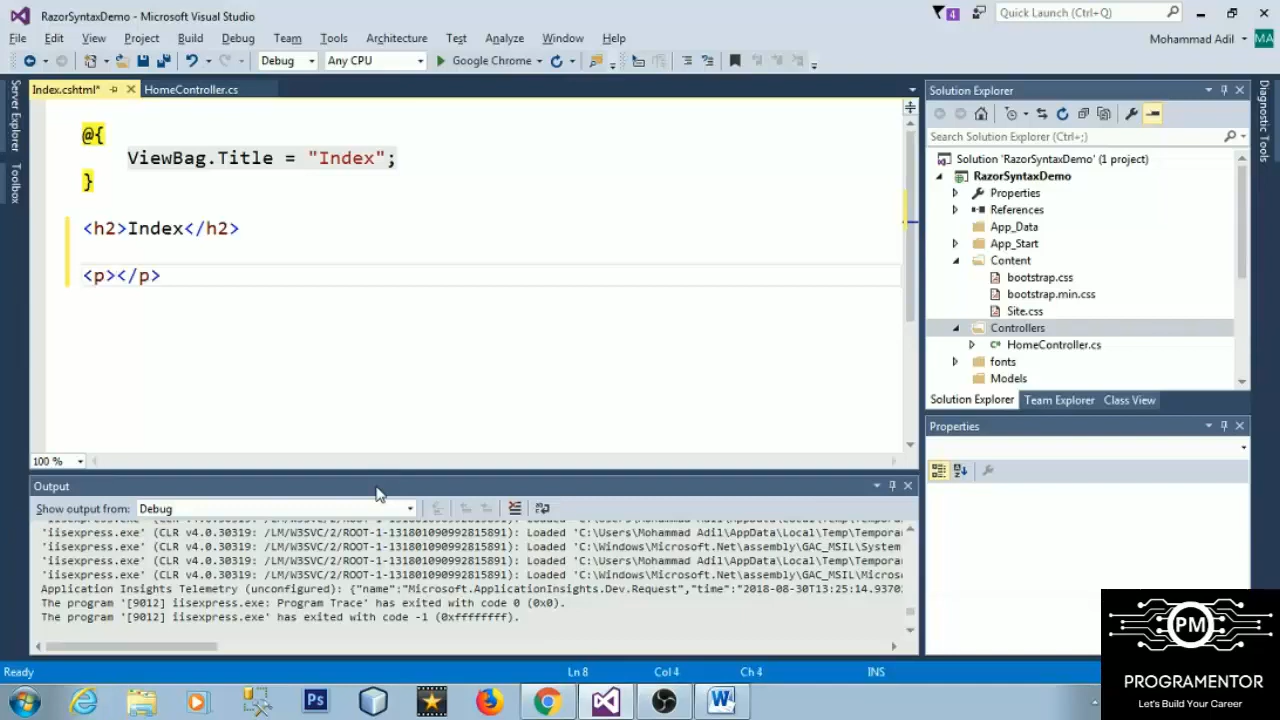 RazorSyntaxDemo - Microsoft Visual Studio
4
Quick Launch (Ctrl+Q)
File Edit View Project Build Debug Team Tools Architecture Test Analyze Window Help
Mohammad Adil MA
Debug Any CPU Google Chrome
Server Explorer
Toolbox
Index.cshtml* HomeController.cs
@{
ViewBag.Title = "Index";
}
<h2>Index</h2>
<p></p>
100 %
Solution Explorer
Search Solution Explorer (Ctrl+;)
Solution 'RazorSyntaxDemo' (1 project)
RazorSyntaxDemo
Properties
References
App_Data
App_Start
Content
bootstrap.css
bootstrap.min.css
Site.css
Controllers
HomeController.cs
fonts
Models
Solution Explorer Team Explorer Class View
Diagnostic Tools
Properties
Output
Show output from: Debug
'iisexpress.exe' (CLR v4.0.30319: /LM/W3SVC/2/ROOT-1-131801090992815891): Loaded 'C:\Users\Mohammad Adil\AppData\Local\Temp\Tempora
'iisexpress.exe' (CLR v4.0.30319: /LM/W3SVC/2/ROOT-1-131801090992815891): Loaded 'C:\Windows\Microsoft.Net\assembly\GAC_MSIL\System
'iisexpress.exe' (CLR v4.0.30319: /LM/W3SVC/2/ROOT-1-131801090992815891): Loaded 'C:\Users\Mohammad Adil\AppData\Local\Temp\Tempora
'iisexpress.exe' (CLR v4.0.30319: /LM/W3SVC/2/ROOT-1-131801090992815891): Loaded 'C:\Windows\Microsoft.Net\assembly\GAC_MSIL\Microso
Application Insights Telemetry (unconfigured): {"name":"Microsoft.ApplicationInsights.Dev.Request","time":"2018-08-30T13:25:14.9370
The program '[9012] iisexpress.exe: Program Trace' has exited with code 0 (0x0).
The program '[9012] iisexpress.exe' has exited with code -1 (0xffffffff).
Ready Ln 8 Col 4 Ch 4 INS
Ps
W
PM
PROGRAMENTOR
Let's Build Your Career